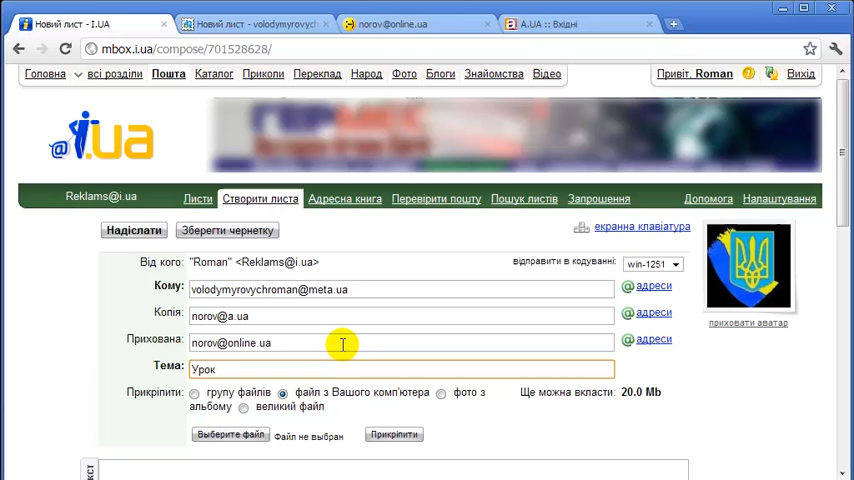 Новий лист - I.UA
Новий лист - volodymyrovych
norov@online.ua
A.UA :: Вхідні
mbox.i.ua/compose/701528628/
Головна всі розділи Пошта Каталог Приколи Переклад Народ Фото Блоги Знайомства Відео
Привіт, Roman Вихід
@i.UA
Reklams@i.ua Листи Створити листа Адресна книга Перевірити пошту Пошук листів Запрошення Допомога Налаштування
Надіслати Зберегти чернетку екранна клавіатура
Від кого: "Roman" <Reklams@i.ua> відправити в кодуванні: win-1251
Кому: volodymyrovychroman@meta.ua адреси
Копія: norov@a.ua адреси
Прихована: norov@online.ua адреси
приховати аватар
Тема: Урок
Прикріпити: групу файлів файл з Вашого комп'ютера фото з Ще можна вкласти: 20.0 Mb
альбому великий файл
Выберите файл Файл не выбран Прикріпити
кст